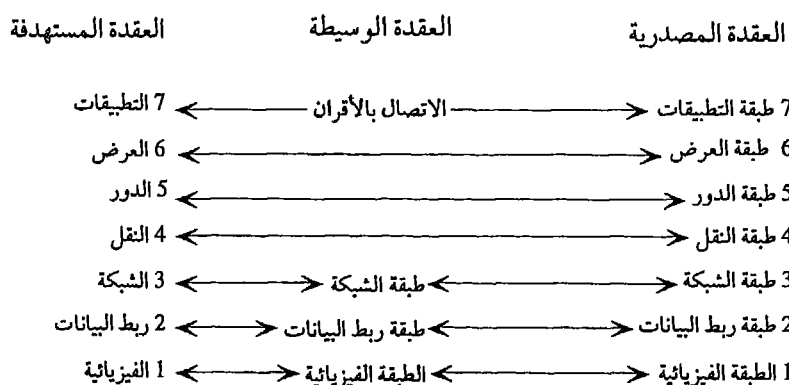 العقدة المصدرية العقدة الوسيطة العقدة المستهدفة
7 طبقة التطبيقات الاتصال بالأقران 7 التطبيقات
6 طبقة العرض 6 العرض
5 طبقة الدور 5 الدور
4 طبقة النقل 4 النقل
3 طبقة الشبكة طبقة الشبكة 3 الشبكة
2 طبقة ربط البيانات طبقة ربط البيانات 2 ربط البيانات
1 الطبقة الفيزيائية الطبقة الفيزيائية 1 الفيزيائية